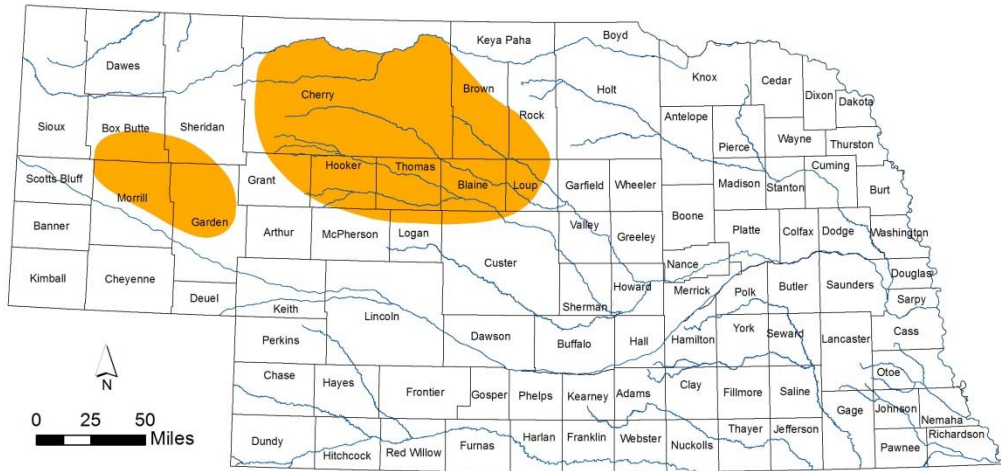 Keya Paha
Boyd
Dawes
Knox
Cedar
Dixon
Dakota
Cherry
Brown
Rock
Holt
Antelope
Pierce
Wayne
Thurston
Sioux
Box Butte
Sheridan
Cuming
Scotts Bluff
Morrill
Garden
Grant
Hooker
Thomas
Blaine
Loup
Garfield
Wheeler
Madison
Stanton
Burt
Banner
Arthur
McPherson
Logan
Custer
Valley
Greeley
Boone
Platte
Colfax
Dodge
Washington
Kimball
Cheyenne
Deuel
Keith
Lincoln
Sherman
Howard
Nance
Merrick
Polk
Butler
Saunders
Douglas
Sarpy
Perkins
Dawson
Buffalo
Hall
Hamilton
York
Seward
Lancaster
Cass
Otoe
Chase
Hayes
Frontier
Gosper
Phelps
Kearney
Adams
Clay
Fillmore
Saline
Gage
Johnson
Nemaha
Dundy
Hitchcock
Red Willow
Furnas
Harlan
Franklin
Webster
Nuckolls
Thayer
Jefferson
Pawnee
Richardson
N
0 25 50
Miles